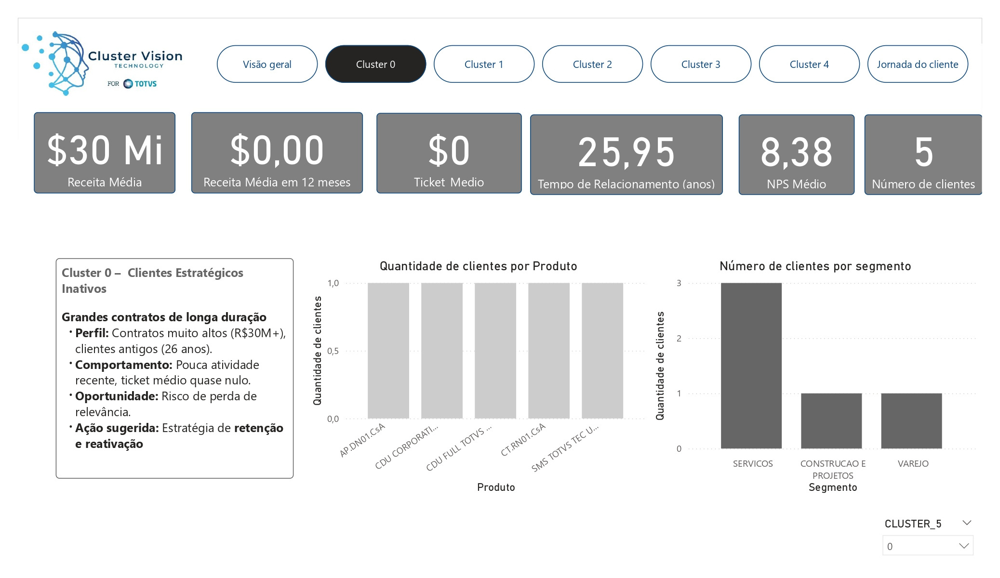 Cluster Vision
TECHNOLOGY
FOR TOTVS
Visão geral
Cluster 0
Cluster 1
Cluster 2
Cluster 3
Cluster 4
Jornada do cliente
$30 Mi
Receita Média
$0,00
Receita Média em 12 meses
$0
Ticket Medio
25,95
Tempo de Relacionamento (anos)
8,38
NPS Médio
5
Número de clientes
Cluster 0 – Clientes Estratégicos
Inativos
Grandes contratos de longa duração
• Perfil: Contratos muito altos (R$30M+),
clientes antigos (26 anos).
• Comportamento: Pouca atividade
recente, ticket médio quase nulo.
• Oportunidade: Risco de perda de
relevância.
• Ação sugerida: Estratégia de retenção
e reativação
Quantidade de clientes por Produto
Quantidade de clientes
1,0
0,5
0,0
AP.DN01.CsA
CDU CORPORATI...
CDU FULL TOTVS ...
CT.RN01.CsA
SMS TOTVS TEC U...
Produto
Número de clientes por segmento
Quantidade de clientes
3
2
1
0
SERVICOS
CONSTRUCAO E
PROJETOS
VAREJO
Segmento
CLUSTER_5
0